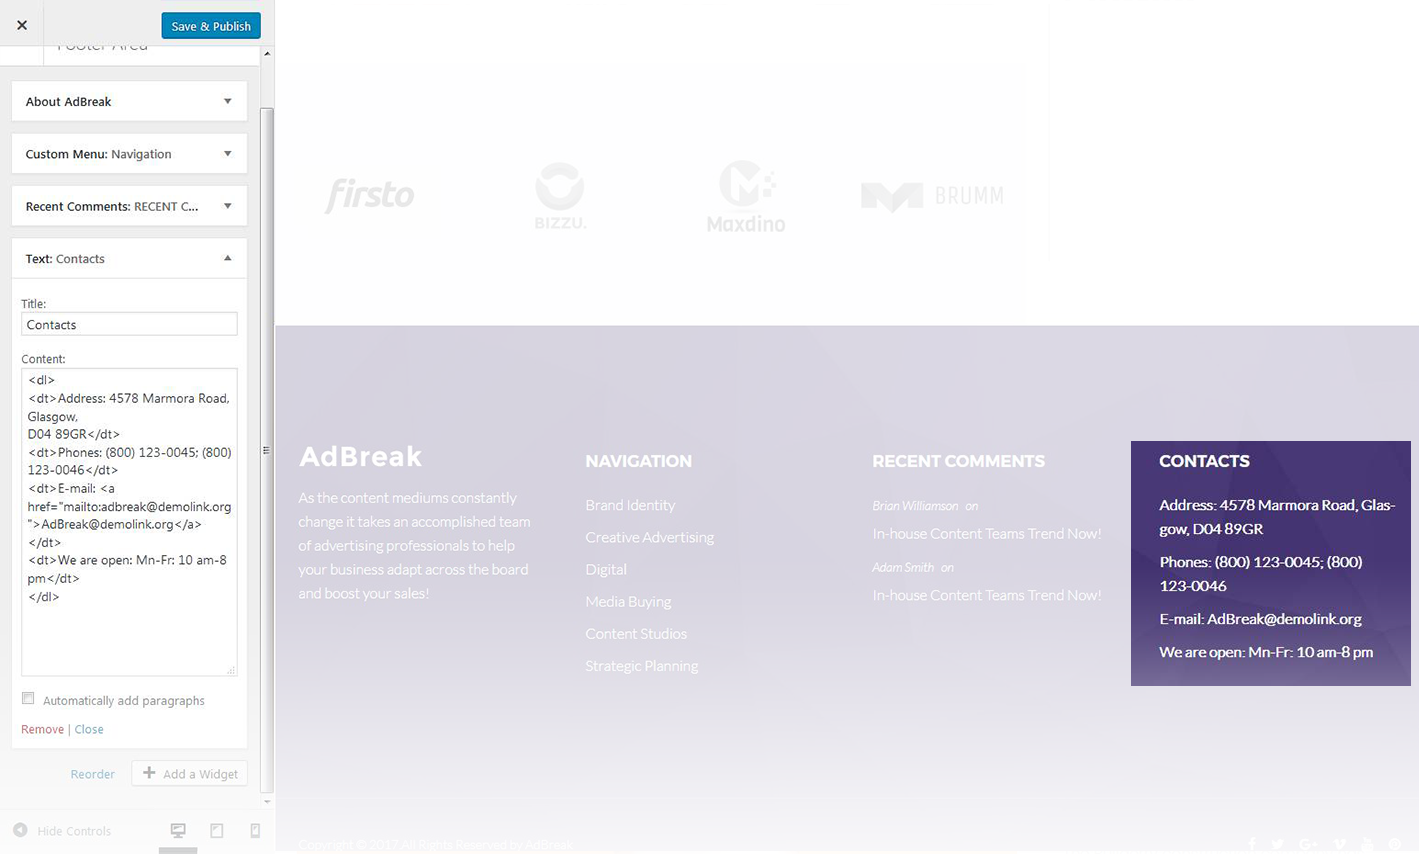 Save & Publish
Footer Area
About AdBreak
Custom Menu: Navigation
Recent Comments: RECENT C...
Text: Contacts
Title:
Contacts
Content:
<dl>
<dt>Address: 4578 Marmora Road,
Glasgow,
D04 89GR</dt>
<dt>Phones: (800) 123-0045; (800)
123-0046</dt>
<dt>E-mail: <a
href="mailto:adbreak@demolink.org
">AdBreak@demolink.org</a>
</dt>
<dt>We are open: Mn-Fr: 10 am-8
pm</dt>
</dl>
Automatically add paragraphs
Remove | Close
Reorder
Add a Widget
Hide Controls
firsto
BIZZU.
Maxdino
BRUMM
AdBreak
As the content mediums constantly
change it takes an accomplished team
of advertising professionals to help
your business adapt across the board
and boost your sales!
NAVIGATION
Brand Identity
Creative Advertising
Digital
Media Buying
Content Studios
Strategic Planning
RECENT COMMENTS
Brian Williamson on
In-house Content Teams Trend Now!
Adam Smith on
In-house Content Teams Trend Now!
CONTACTS
Address: 4578 Marmora Road, Glas-
gow, D04 89GR
Phones: (800) 123-0045; (800)
123-0046
E-mail: AdBreak@demolink.org
We are open: Mn-Fr: 10 am-8 pm
Copyright © 2017 All Rights Reserved by AdBreak